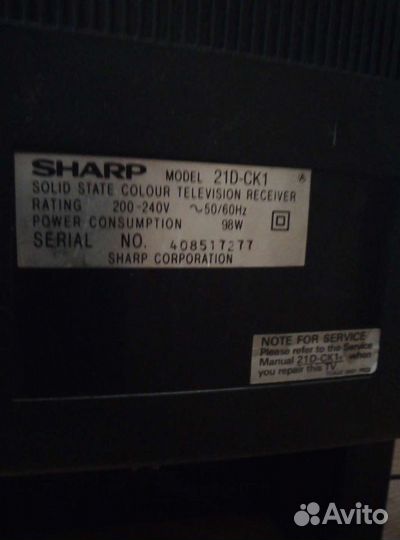 SHARP MODEL 21D-CK1 A
SOLID STATE COLOUR TELEVISION RECEIVER
RATING 200-240V ~50/60Hz
POWER CONSUMPTION 98W
SERIAL NO. 408517277
SHARP CORPORATION
NOTE FOR SERVICE
Please refer to the Service
Manual 21D-CK1, when
you repair this TV
Avito